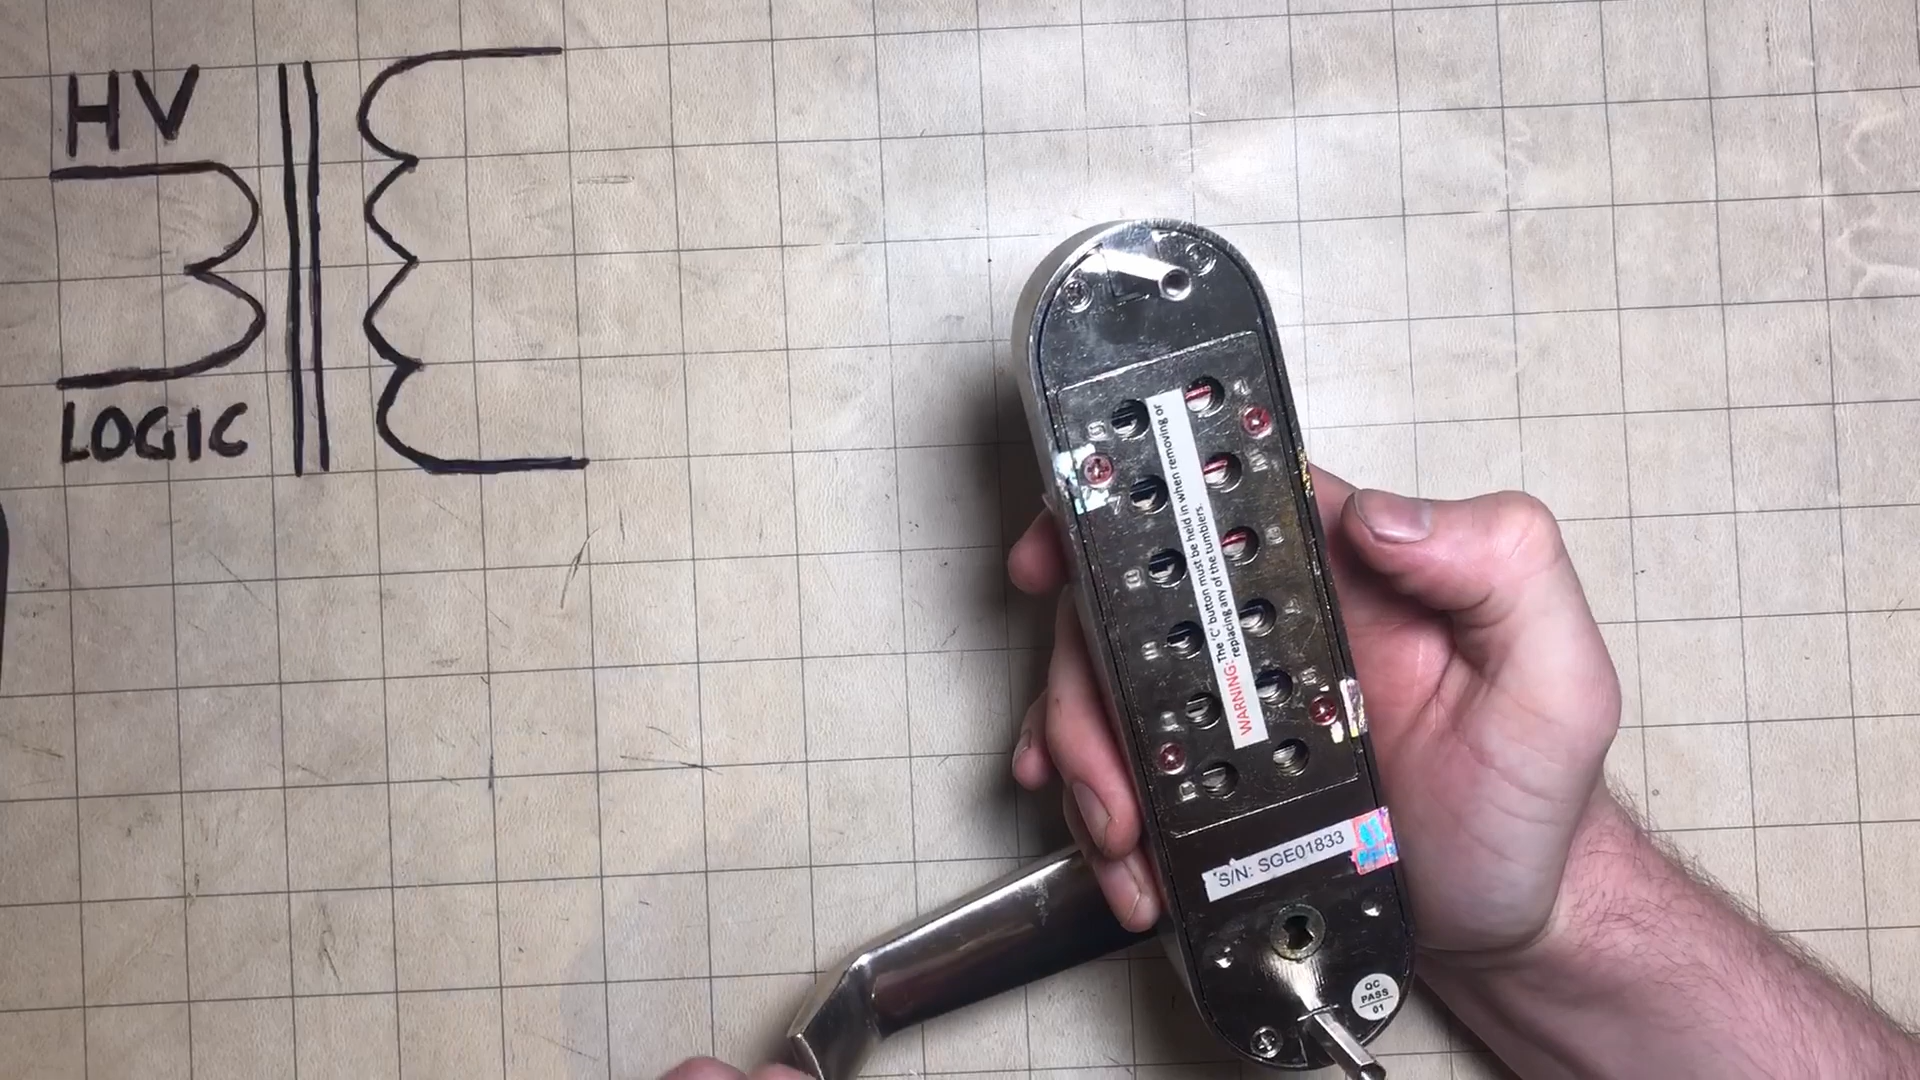 HV
LOGIC
WARNING: The 'C' button must be held in when removing or
replacing any of the tumblers.
S/N: SGE01833
QC
PASS
01